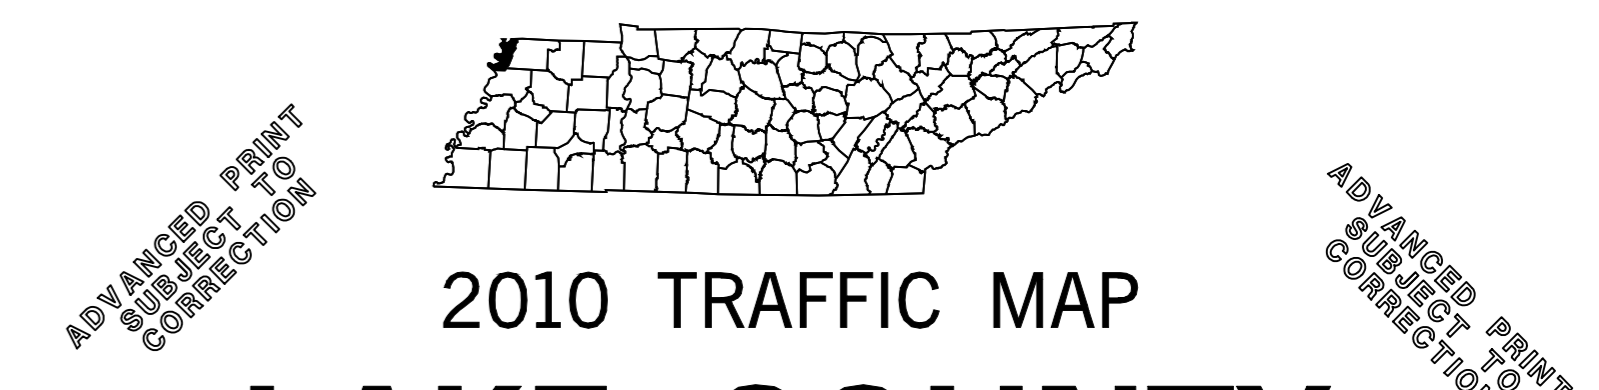 ADVANCED PRINT
SUBJECT TO
CORRECTION
2010 TRAFFIC MAP
ADVANCED PRINT
SUBJECT TO
CORRECTION